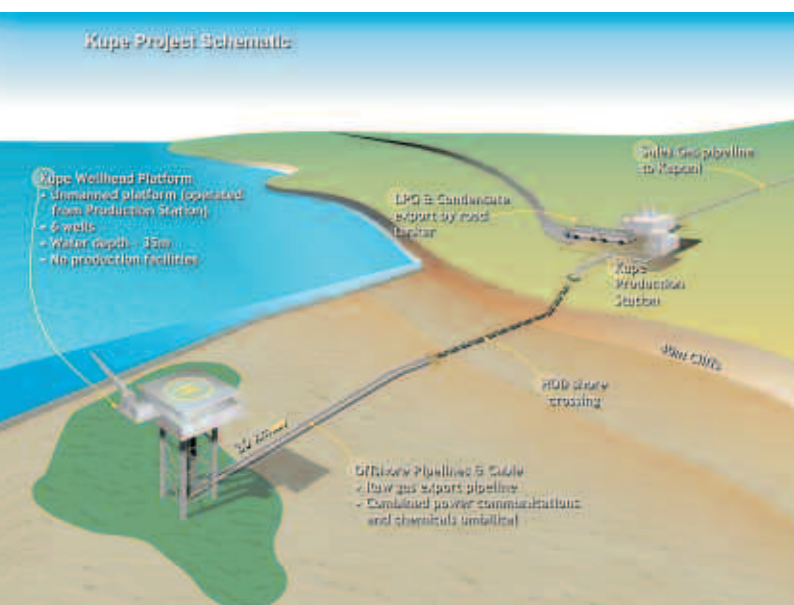 Kupe Project Schematic
Kupe Wellhead Platform
- Unmanned platform (operated
from Production Station)
- 6 wells
- Water depth - 35m
- No production facilities
Sales Gas pipeline
to Kapuni
LPG & Condensate
export by road
tanker
Kupe
Production
Station
40m Cliffs
HDD shore
crossing
Offshore Pipelines & Cable
- Raw gas export pipeline
- Combined power communications
and chemicals umbilical